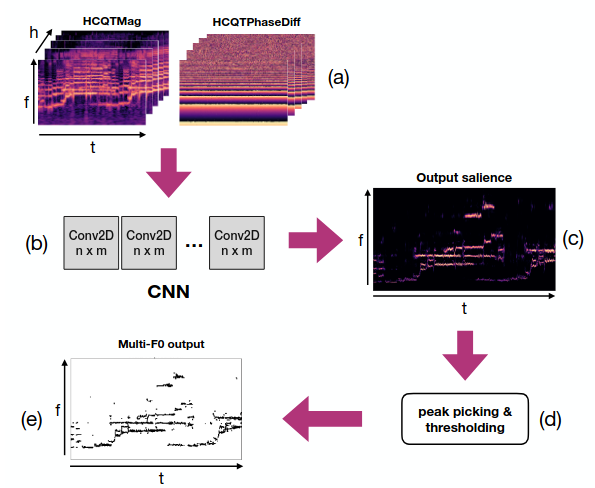 HCQTMag
HCQTPhaseDiff
h
f
t
(a)
(b)
Conv2D
n x m
Conv2D
n x m
...
Conv2D
n x m
CNN
Output salience
f
t
(c)
peak picking &
thresholding
(d)
Multi-F0 output
(e)
f
t